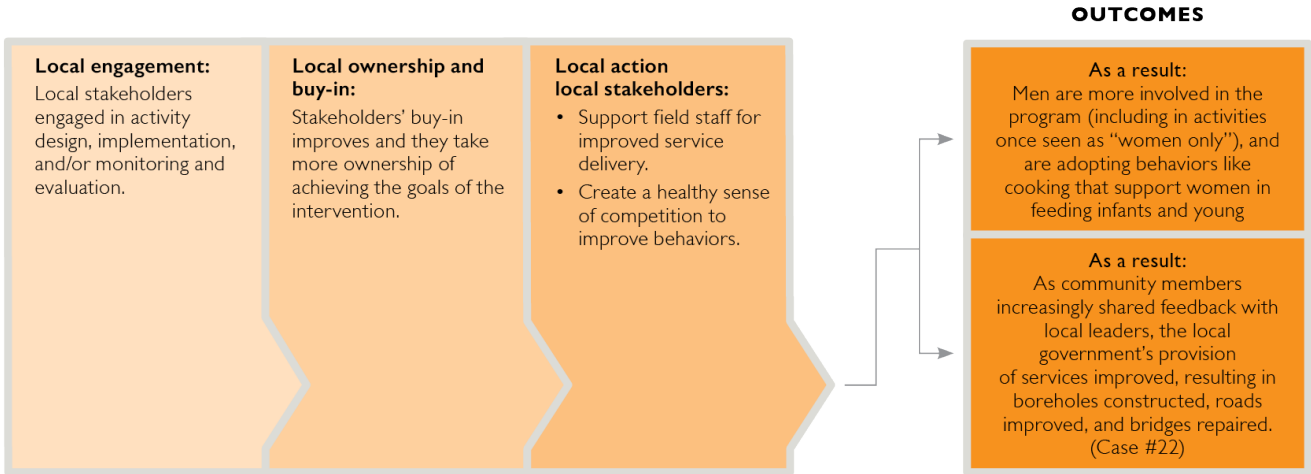 OUTCOMES
Local engagement:
Local stakeholders
engaged in activity
design, implementation,
and/or monitoring and
evaluation.
Local ownership and
buy-in:
Stakeholders’ buy-in
improves and they take
more ownership of
achieving the goals of the
intervention.
Local action
local stakeholders:
• Support field staff for
improved service
delivery.
• Create a healthy sense
of competition to
improve behaviors.
As a result:
Men are more involved in the
program (including in activities
once seen as “women only”), and
are adopting behaviors like
cooking that support women in
feeding infants and young
As a result:
As community members
increasingly shared feedback with
local leaders, the local
government’s provision
of services improved, resulting in
boreholes constructed, roads
improved, and bridges repaired.
(Case #22)